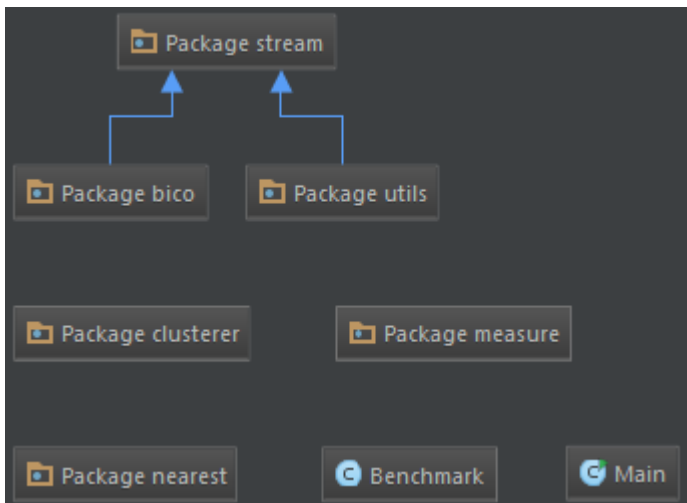 Package stream
Package bico
Package utils
Package clusterer
Package measure
Package nearest
C Benchmark
C Main